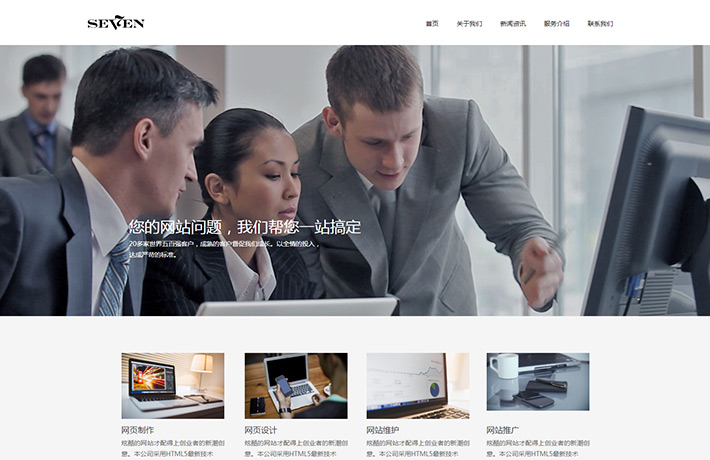 SEVEN
首页 关于我们 新闻资讯 服务介绍 联系我们
您的网站问题，我们帮您一站搞定
20多家世界五百强客户，成熟的客户督促我们成长。以全情的投入，
达成严苛的标准。
网页制作 网页设计 网站维护 网站推广
炫酷的网站才配得上创业者的新潮创 炫酷的网站才配得上创业者的新潮创 炫酷的网站才配得上创业者的新潮创 炫酷的网站才配得上创业者的新潮创
意。本公司采用HTML5最新技术 意。本公司采用HTML5最新技术 意。本公司采用HTML5最新技术 意。本公司采用HTML5最新技术